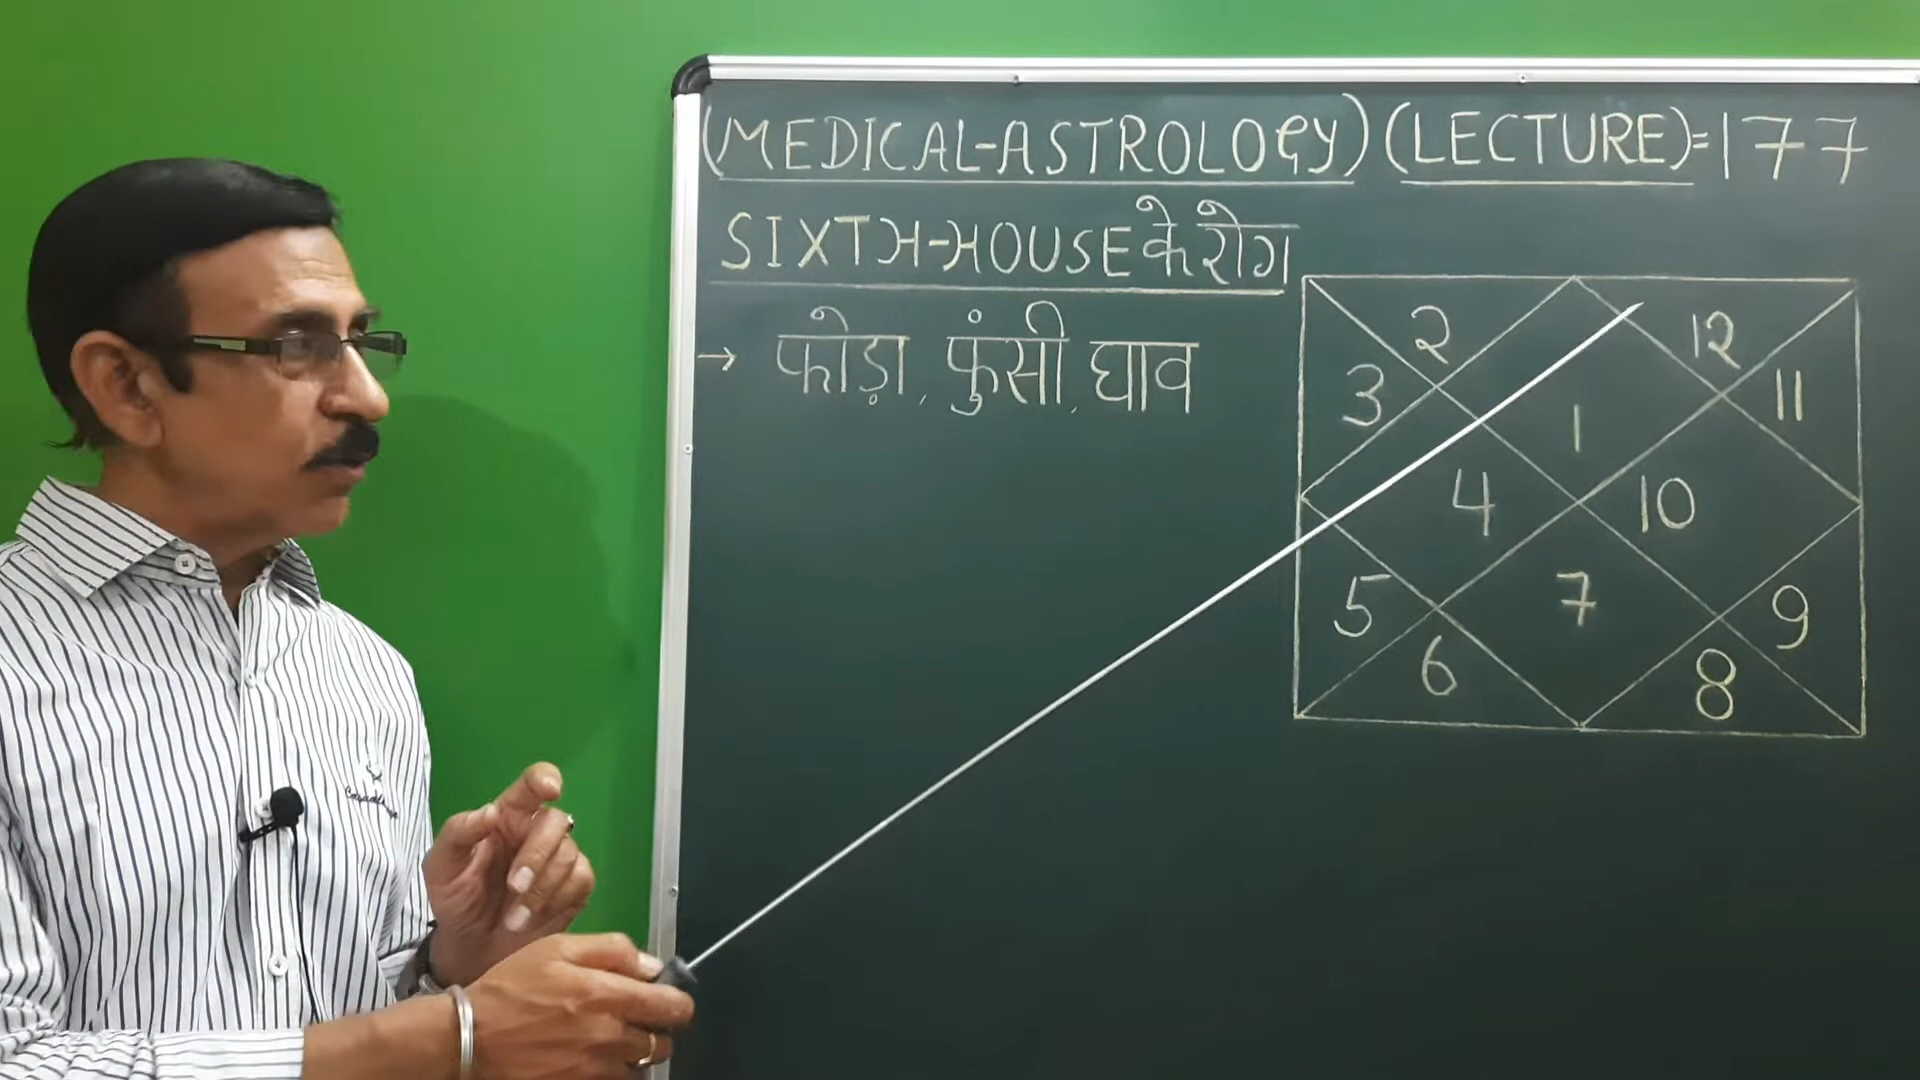 (MEDICAL-ASTROLOGY) (LECTURE)=177
SIXTH-HOUSE के रोग
→ फोड़ा, फुंसी, घाव
2 12
3 11
1
4 10
5 7 9
6 8